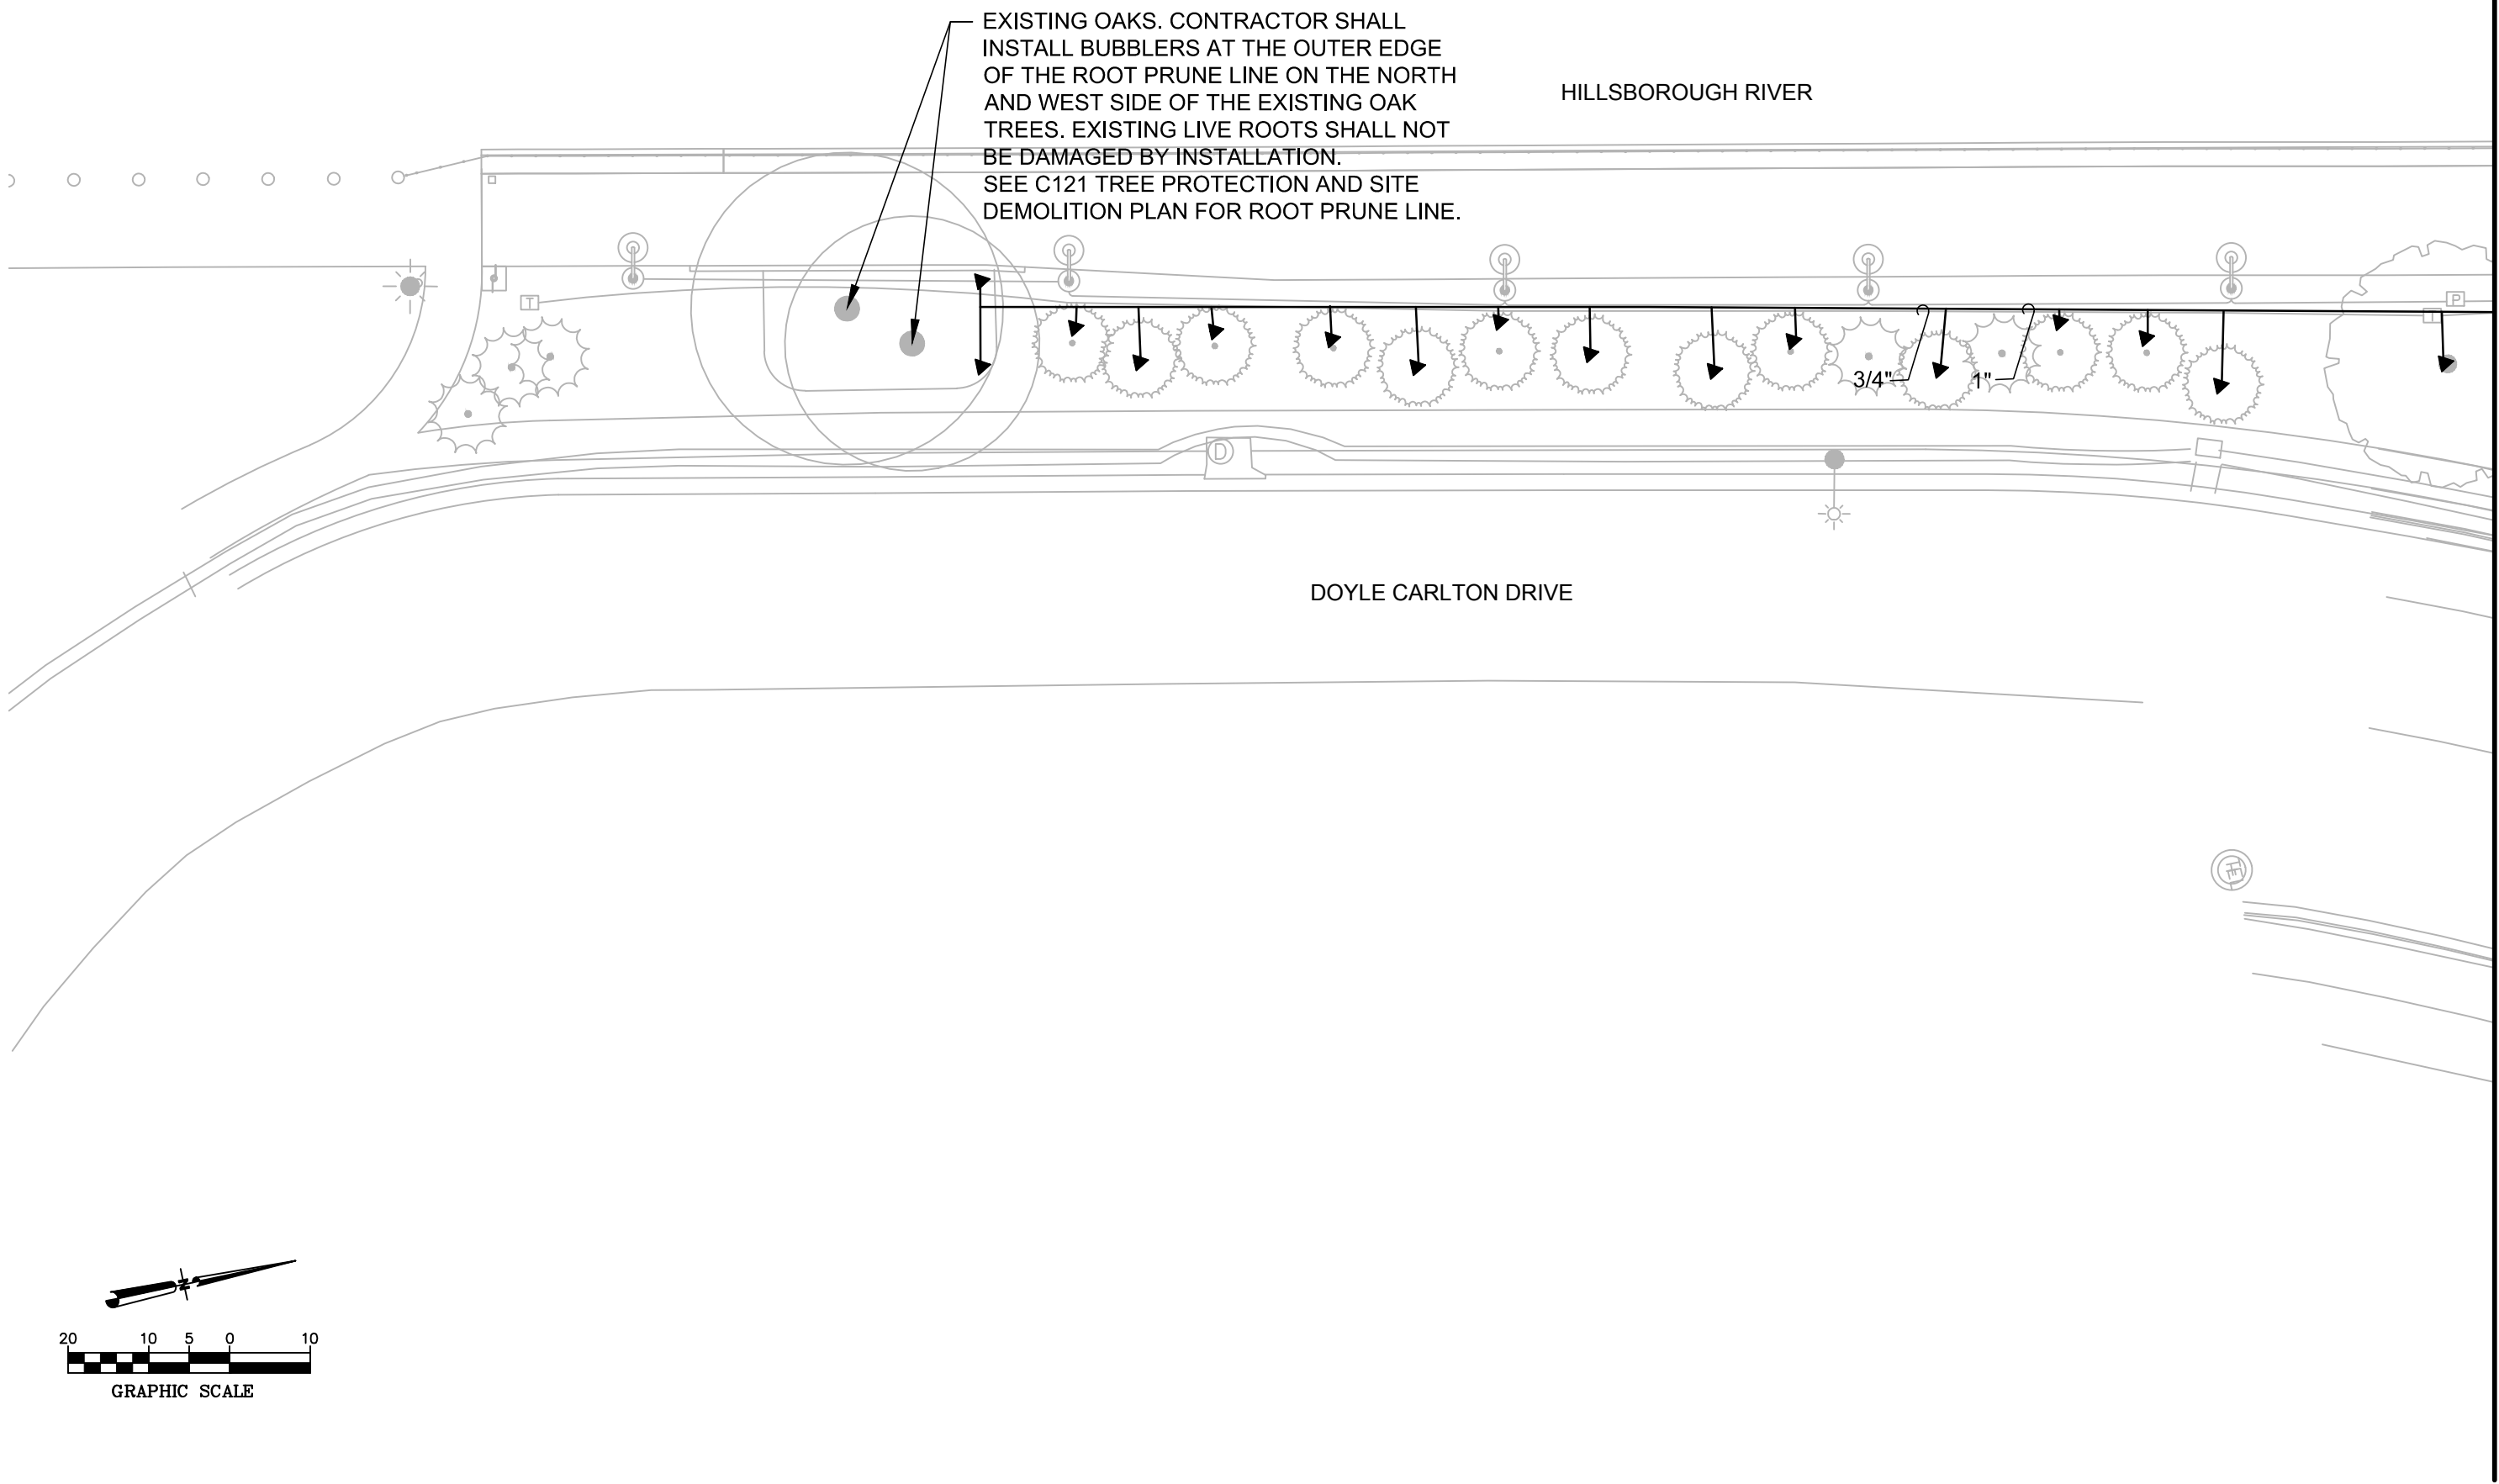 EXISTING OAKS. CONTRACTOR SHALL
INSTALL BUBBLERS AT THE OUTER EDGE
OF THE ROOT PRUNE LINE ON THE NORTH
AND WEST SIDE OF THE EXISTING OAK
TREES. EXISTING LIVE ROOTS SHALL NOT
BE DAMAGED BY INSTALLATION.
SEE C121 TREE PROTECTION AND SITE
DEMOLITION PLAN FOR ROOT PRUNE LINE.
HILLSBOROUGH RIVER
T
P
T
3/4"
1"
D
DOYLE CARLTON DRIVE
N
20 10 5 0 10
GRAPHIC SCALE